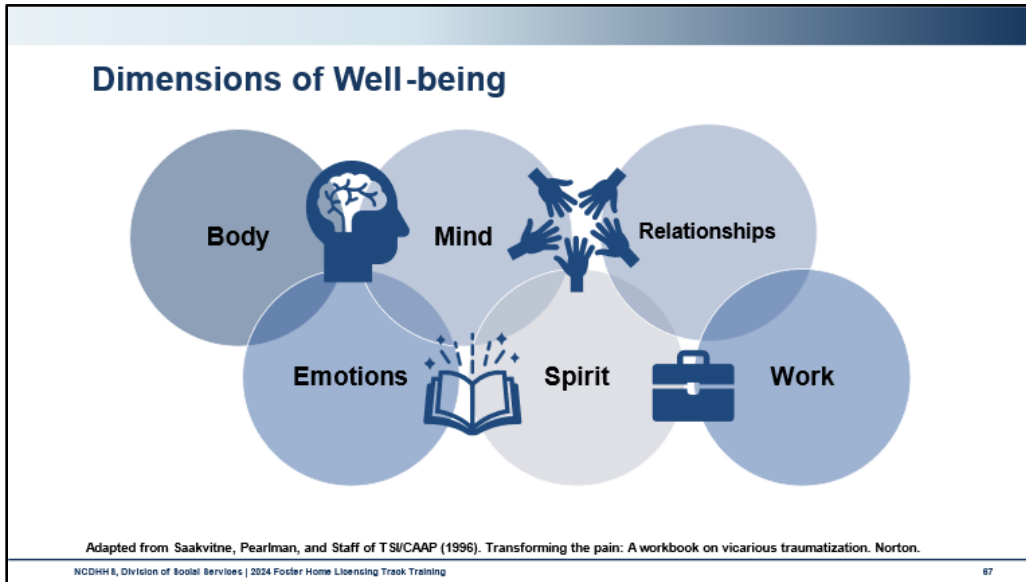 Dimensions of Well-being
Body
Mind
Relationships
Emotions
Spirit
Work
Adapted from Saakvitne, Pearlman, and Staff of TSI/CAAP (1996). Transforming the pain: A workbook on vicarious traumatization. Norton.
NCDHHS, Division of Social Services | 2024 Foster Home Licensing Track Training
67